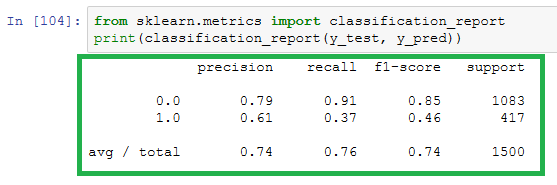 In [104]: from sklearn.metrics import classification_report
print(classification_report(y_test, y_pred))
precision recall f1-score support
0.0 0.79 0.91 0.85 1083
1.0 0.61 0.37 0.46 417
avg / total 0.74 0.76 0.74 1500